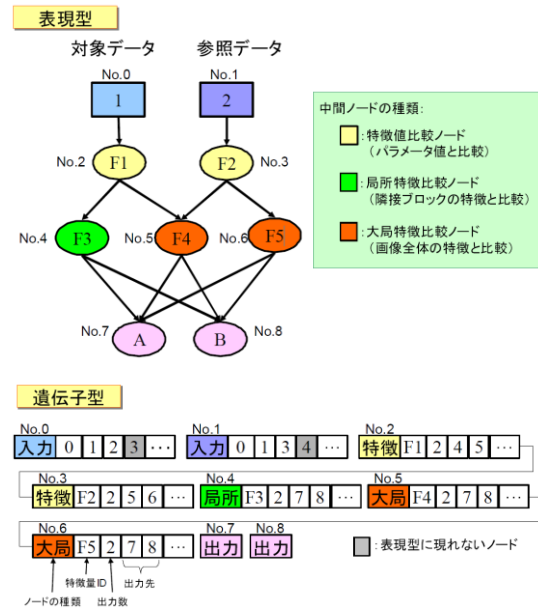 表現型
対象データ 参照データ
No.0 No.1
1 2
No.2 F1 F2 No.3
No.4 F3 No.5 F4 No.6 F5
No.7 A B No.8
中間ノードの種類:
:特徴値比較ノード
(パラメータ値と比較)
:局所特徴比較ノード
(隣接ブロックの特徴と比較)
:大局特徴比較ノード
(画像全体の特徴と比較)
遺伝子型
No.0 No.1 No.2
入力 0 1 2 3 … 入力 0 1 3 4 … 特徴 F1 2 4 5 …
No.3 No.4 No.5
特徴 F2 2 5 6 … 局所 F3 2 7 8 … 大局 F4 2 7 8 …
No.6 No.7 No.8
大局 F5 2 7 8 … 出力 出力
:表現型に現れないノード
特徴量ID 出力先
ノードの種類 出力数